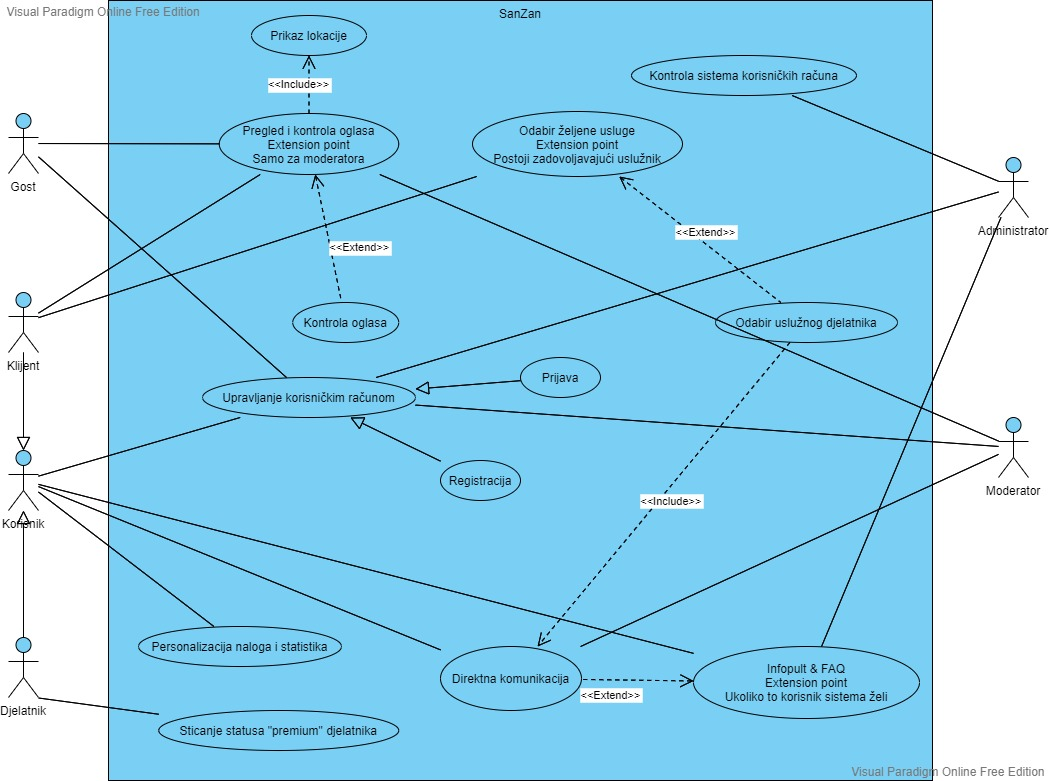 Visual Paradigm Online Free Edition
SanZan
Prikaz lokacije
<<Include>>
Kontrola sistema korisničkih računa
Pregled i kontrola oglasa
Extension point
Samo za moderatora
Odabir željene usluge
Extension point
Postoji zadovoljavajući uslužnik
Gost
Administrator
<<Extend>>
<<Extend>>
Kontrola oglasa
Odabir uslužnog djelatnika
Klijent
Prijava
Upravljanje korisničkim računom
Registracija
Moderator
<<Include>>
Korisnik
Personalizacija naloga i statistika
Direktna komunikacija
<<Extend>>
Infopult & FAQ
Extension point
Ukoliko to korisnik sistema želi
Djelatnik
Sticanje statusa "premium" djelatnika
Visual Paradigm Online Free Edition